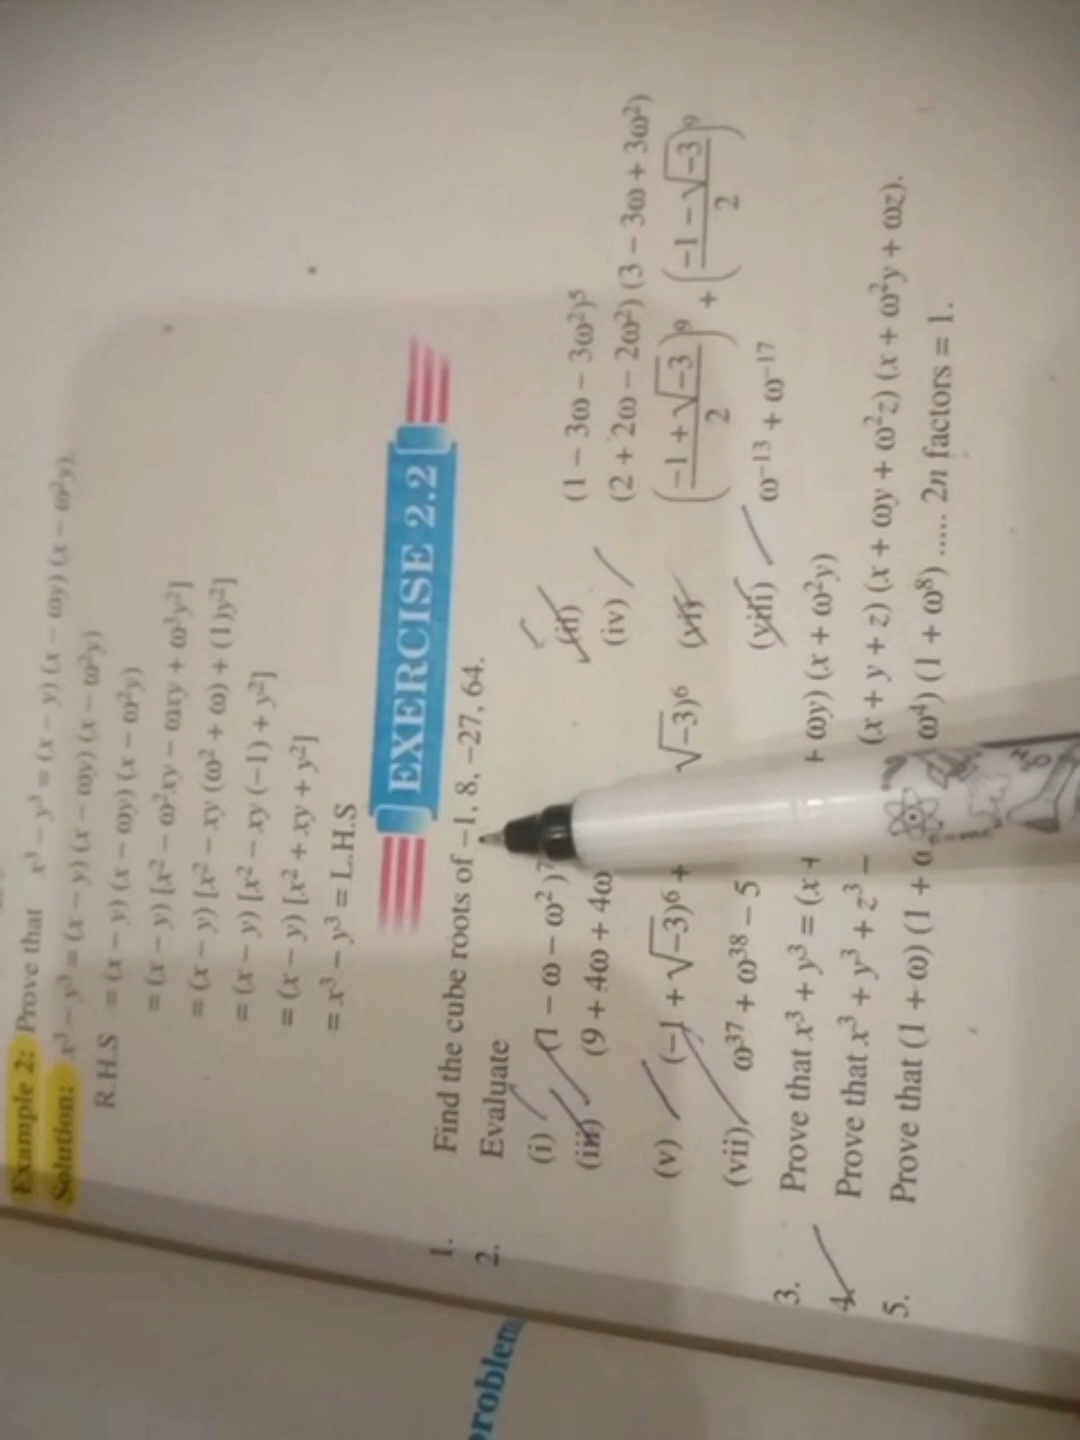 Example 2: Prove that x³ – y³ = (x – y) (x – ωy) (x – ω²y).
Solution: x³ – y³ = (x – y) (x – ωy) (x – ω²y)
R.H.S = (x – y) (x – ωy) (x – ω²y)
= (x – y) [x² – ω²xy – ωxy + ω³y²]
= (x – y) [x² – xy (ω² + ω) + (1)y²]
= (x – y) [x² – xy (–1) + y²]
= (x – y) [x² + xy + y²]
= x³ – y³ = L.H.S
EXERCISE 2.2
1. Find the cube roots of –1, 8, –27, 64.
2. Evaluate
(i) (1 – ω – ω²)⁷ (ii) (1 – 3ω – 3ω²)⁵
(iii) (9 + 4ω + 4ω (iv) (2 + 2ω – 2ω²) (3 – 3ω + 3ω²)
(v) (–1 + √–3)⁶ + √–3)⁶ (vi) ((–1 + √–3)/2)⁹ + ((–1 – √–3)/2)⁹
(vii) ω³⁷ + ω³⁸ – 5 (viii) ω⁻¹³ + ω⁻¹⁷
3. Prove that x³ + y³ = (x + + ωy) (x + ω²y)
4. Prove that x³ + y³ + z³ – (x + y + z) (x + ωy + ω²z) (x + ω²y + ωz).
5. Prove that (1 + ω) (1 + ω ω⁴) (1 + ω⁸) ..... 2n factors = 1.
problem
H₂O